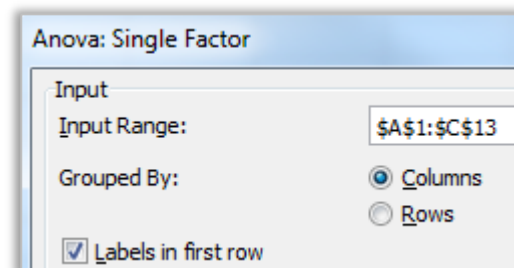 Anova: Single Factor
Input
Input Range: $A$1:$C$13
Grouped By: Columns
Rows
Labels in first row